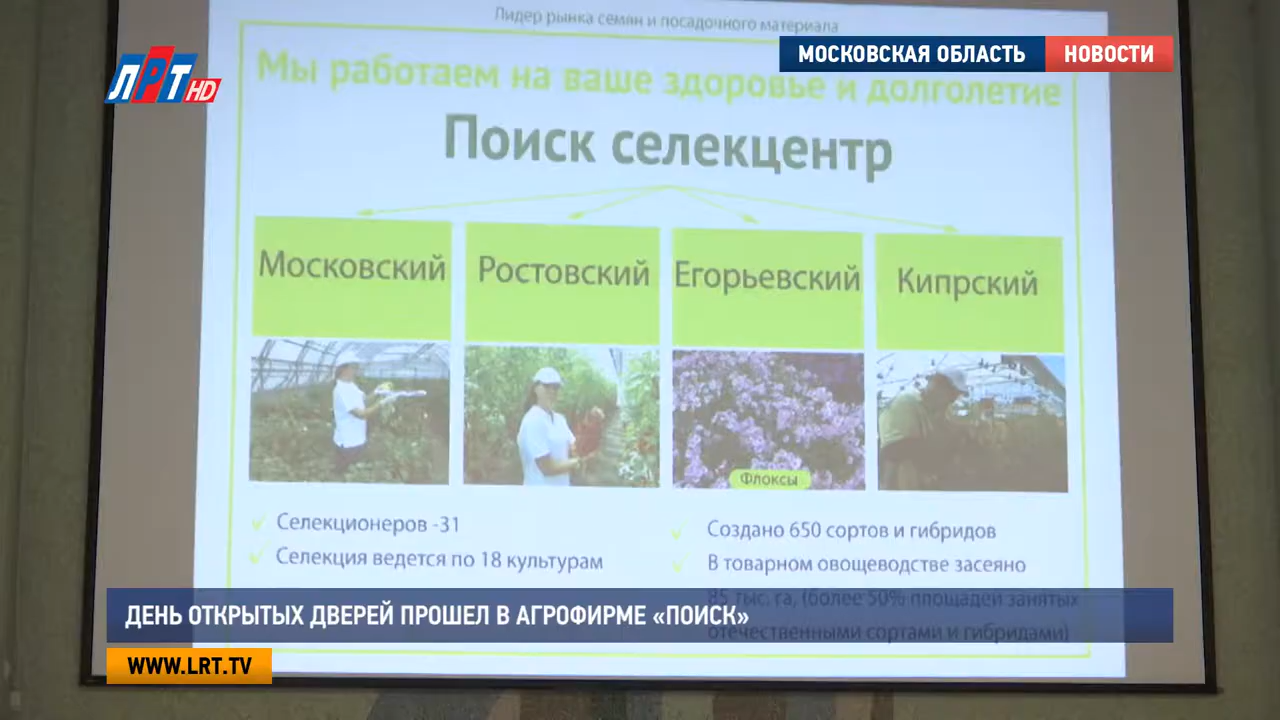 Лидер рынка семян и посадочного материала
МОСКОВСКАЯ ОБЛАСТЬ НОВОСТИ
ЛРТ HD
Мы работаем на ваше здоровье и долголетие
Поиск селекцентр
Московский Ростовский Егорьевский Кипрский
Флоксы
Селекционеров -31
Селекция ведется по 18 культурам
Создано 650 сортов и гибридов
В товарном овощеводстве засеяно
85 тыс. га, (более 50% площадей занятых
отечественными сортами и гибридами)
ДЕНЬ ОТКРЫТЫХ ДВЕРЕЙ ПРОШЕЛ В АГРОФИРМЕ «ПОИСК»
WWW.LRT.TV